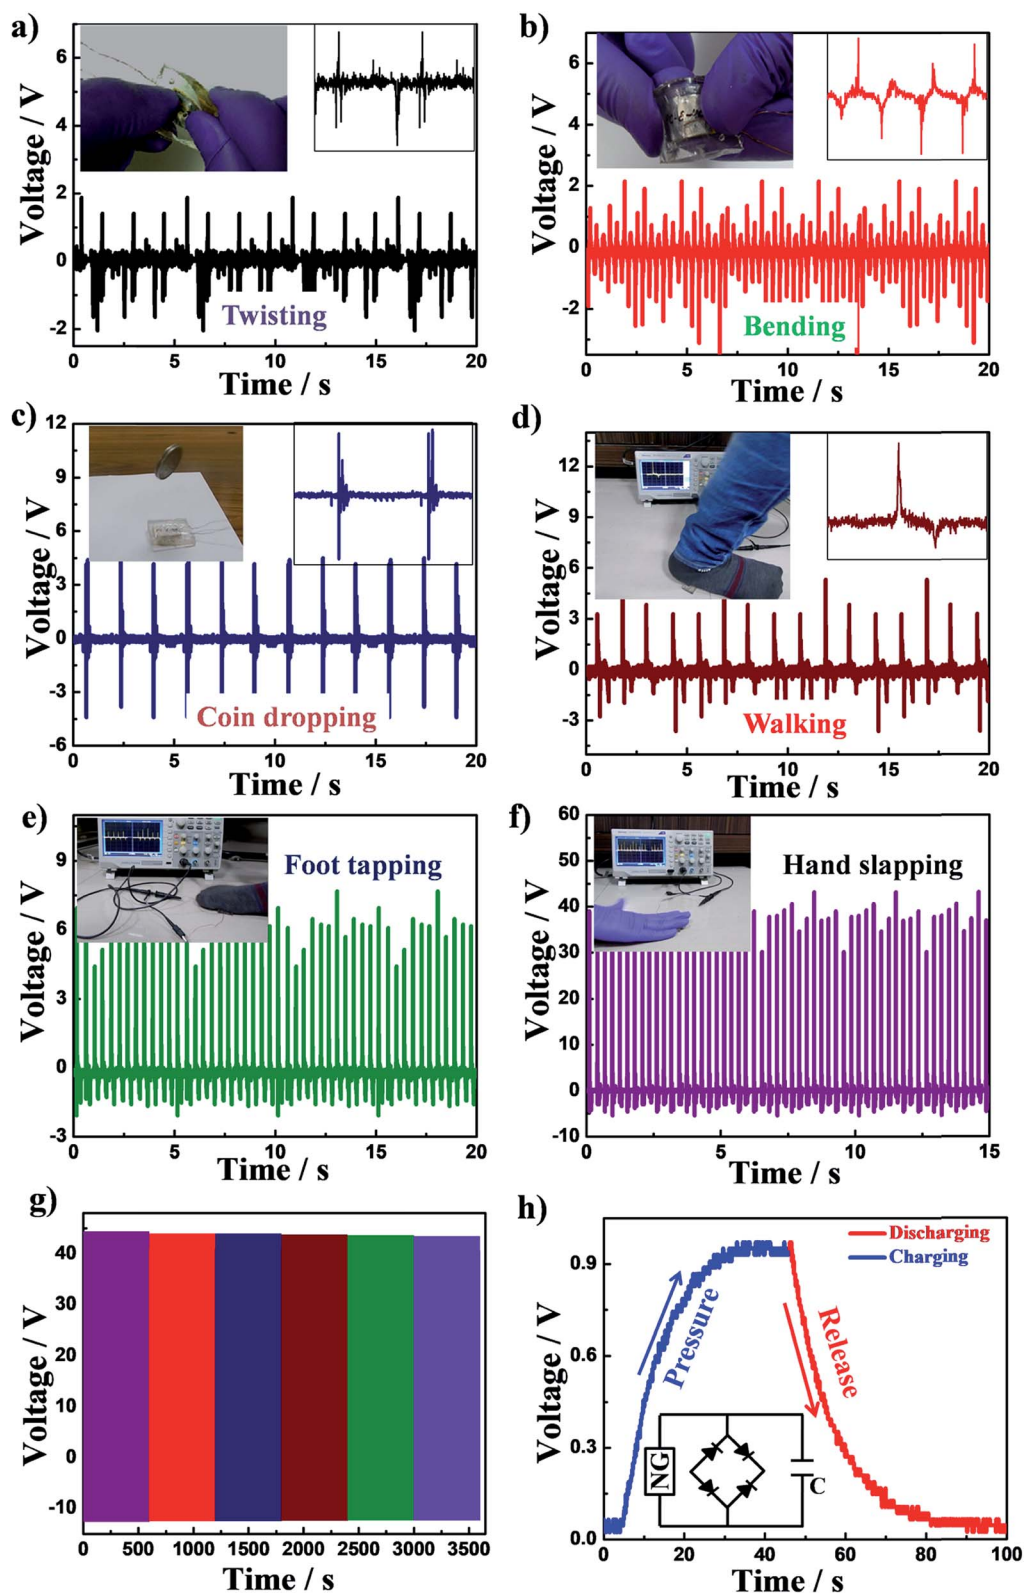 a)
Voltage / V
6
4
2
0
-2
Twisting
0 5 10 15 20
Time / s
b)
Voltage / V
6
4
2
0
-2
Bending
0 5 10 15 20
Time / s
c)
Voltage / V
12
9
6
3
0
-3
-6
Coin dropping
0 5 10 15 20
Time / s
d)
Voltage / V
12
9
6
3
0
-3
Walking
0 5 10 15 20
Time / s
e)
Voltage / V
9
6
3
0
-3
Foot tapping
0 5 10 15 20
Time / s
f)
Voltage / V
60
50
40
30
20
10
0
-10
Hand slapping
0 5 10 15
Time / s
g)
Voltage / V
40
30
20
10
0
-10
0 500 1000 1500 2000 2500 3000 3500
Time / s
h)
Voltage / V
0.9
0.6
0.3
0.0
Discharging
Charging
Pressure
Release
NG
C
0 20 40 60 80 100
Time / s